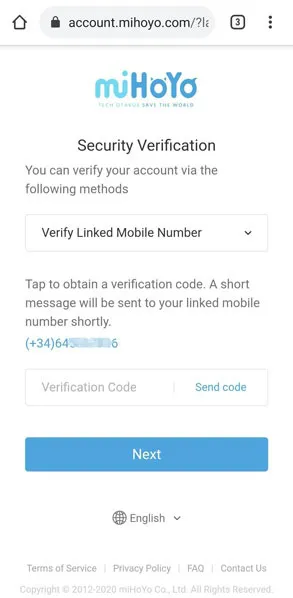 account.mihoyo.com/?la
3
miHoYo
TECH OTAKUS SAVE THE WORLD
Security Verification
You can verify your account via the
following methods
Verify Linked Mobile Number
Tap to obtain a verification code. A short
message will be sent to your linked mobile
number shortly.
(+34)64 6
Verification Code Send code
Next
English
Terms of Service | Privacy Policy | FAQ | Contact Us
Copyright © 2012-2020 miHoYo Co., Ltd. All Rights Reserved.